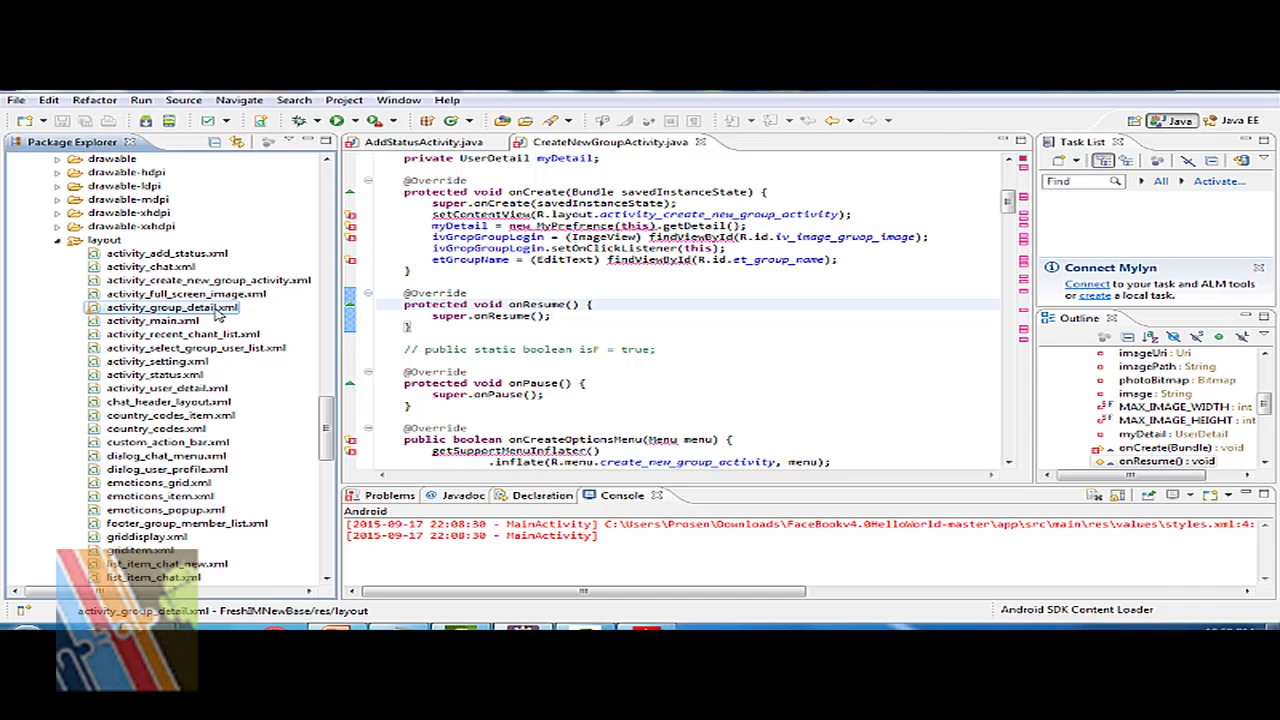 File Edit Refactor Run Source Navigate Search Project Window Help
Java Java EE
Package Explorer
drawable
drawable-hdpi
drawable-ldpi
drawable-mdpi
drawable-xhdpi
drawable-xxhdpi
layout
activity_add_status.xml
activity_chat.xml
activity_create_new_group_activity.xml
activity_full_screen_image.xml
activity_group_detail.xml
activity_main.xml
activity_recent_chant_list.xml
activity_select_group_user_list.xml
activity_setting.xml
activity_status.xml
activity_user_detail.xml
chat_header_layout.xml
country_codes_item.xml
country_codes.xml
custom_action_bar.xml
dialog_chat_menu.xml
dialog_user_profile.xml
emoticons_grid.xml
emoticons_item.xml
emoticons_popup.xml
footer_group_member_list.xml
griddisplay.xml
griditem.xml
list_item_chat_new.xml
list_item_chat.xml
AddStatusActivity.java CreateNewGroupActivity.java
private UserDetail myDetail;
@Override
protected void onCreate(Bundle savedInstanceState) {
super.onCreate(savedInstanceState);
setContentView(R.layout.activity_create_new_group_activity);
myDetail = new MyPrefrence(this).getDetail();
ivGropGroupLogin = (ImageView) findViewById(R.id.iv_image_gruop_image);
ivGropGroupLogin.setOnClickListener(this);
etGroupName = (EditText) findViewById(R.id.et_group_name);
}
@Override
protected void onResume() {
super.onResume();
}
// public static boolean isF = true;
@Override
protected void onPause() {
super.onPause();
}
@Override
public boolean onCreateOptionsMenu(Menu menu) {
getSupportMenuInflater()
.inflate(R.menu.create_new_group_activity, menu);
Task List
Find All Activate...
Connect Mylyn
Connect to your task and ALM tools
or create a local task.
Outline
imageUri : Uri
imagePath : String
photoBitmap : Bitmap
image : String
MAX_IMAGE_WIDTH : int
MAX_IMAGE_HEIGHT : int
myDetail : UserDetail
onCreate(Bundle) : void
onResume() : void
Problems Javadoc Declaration Console
Android
[2015-09-17 22:08:30 - MainActivity] C:\Users\Prosen\Downloads\FaceBookv4.0HelloWorld-master\app\src\main\res\values\styles.xml:4:
[2015-09-17 22:08:30 - MainActivity]
activity_group_detail.xml - FreshIMNewBase/res/layout
Android SDK Content Loader